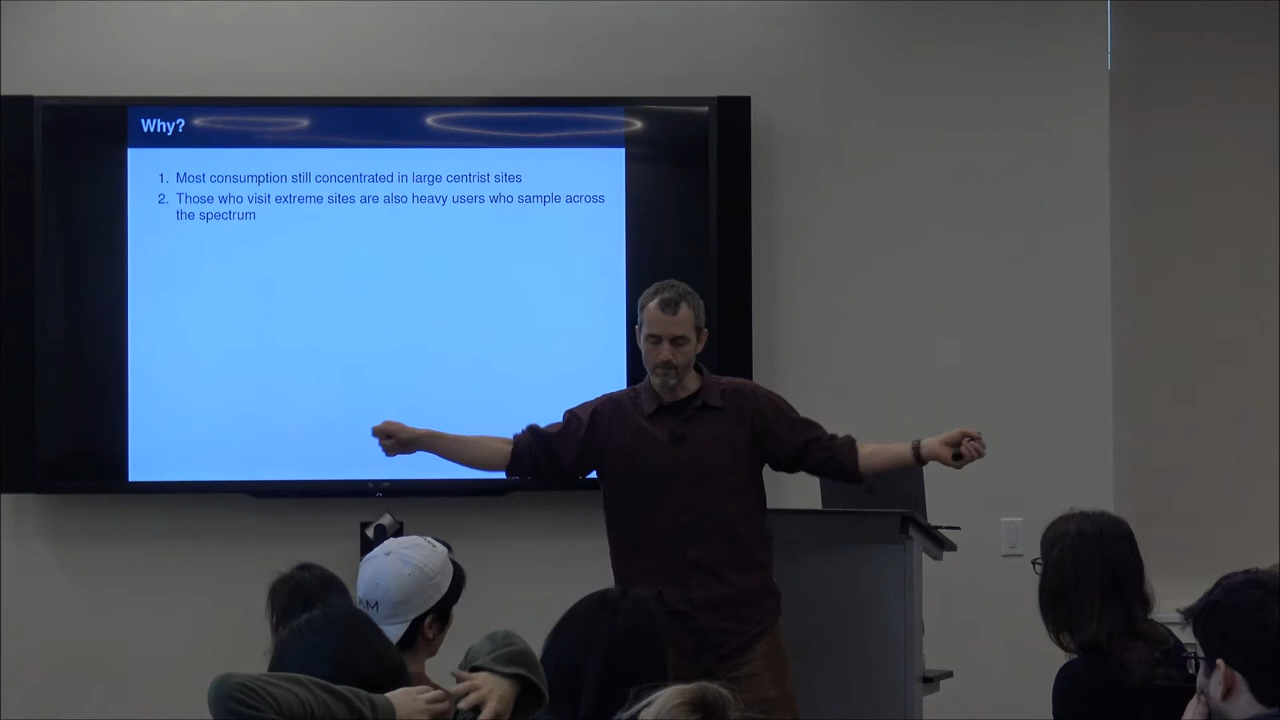 Why?
1. Most consumption still concentrated in large centrist sites
2. Those who visit extreme sites are also heavy users who sample across
the spectrum